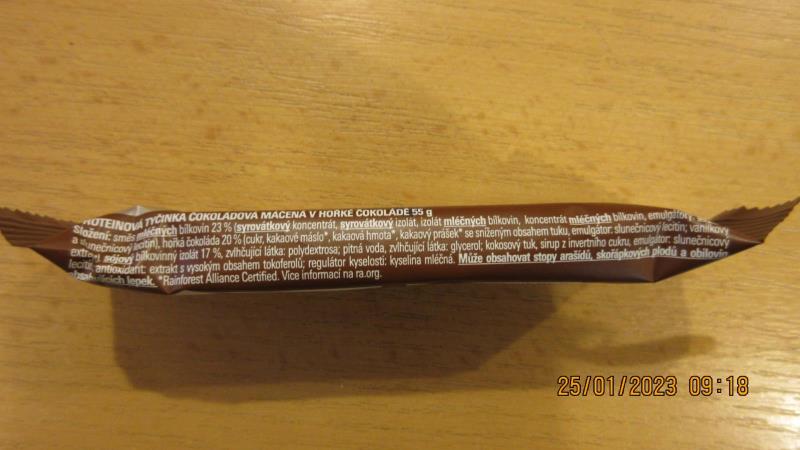 PROTEINOVÁ TYČINKA ČOKOLÁDOVÁ MÁČENÁ V HOŘKÉ ČOKOLÁDĚ 55 g
Složení: směs mléčných bílkovin 23 % (syrovátkový koncentrát, syrovátkový izolát, izolát mléčných bílkovin, koncentrát mléčných bílkovin, emulgátory
a slunečnicový lecitin), hořká čokoláda 20 % (cukr, kakaové máslo*, kakaová hmota*, kakaový prášek* se sníženým obsahem tuku, emulgátor: slunečnicový lecitin; vanilkový
extrakt sójový bílkovinný izolát 17 %, zvlhčující látka: polydextrosa; pitná voda, zvlhčující látka: glycerol; kokosový tuk, sirup z invertního cukru, emulgátor: slunečnicový
lecitin antioxidant: extrakt s vysokým obsahem tokoferolů; regulátor kyselosti: kyselina mléčná. Může obsahovat stopy arašídů, skořápkových plodů a obilovin
lepek. *Rainforest Alliance Certified. Více informací na ra.org.
25/01/2023 09:18